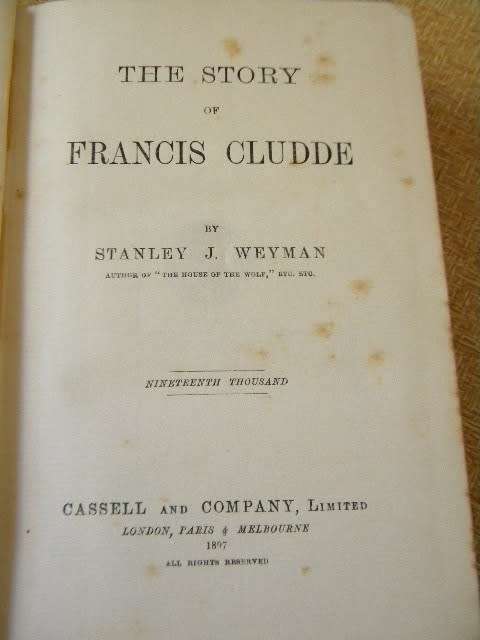 THE STORY
OF
FRANCIS CLUDDE
BY
STANLEY J. WEYMAN
AUTHOR OF "THE HOUSE OF THE WOLF," ETC. ETC.
NINETEENTH THOUSAND
CASSELL AND COMPANY, LIMITED
LONDON, PARIS & MELBOURNE
1897
ALL RIGHTS RESERVED